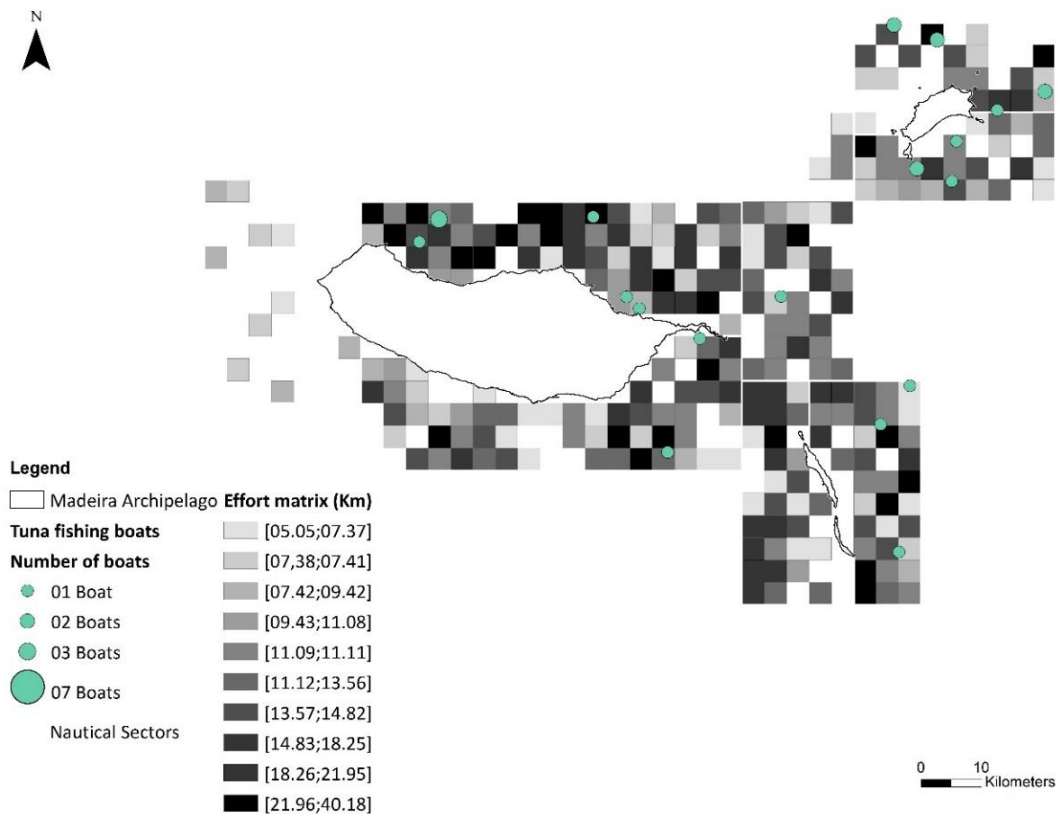 N
Legend
Madeira Archipelago
Tuna fishing boats
Number of boats
01 Boat
02 Boats
03 Boats
07 Boats
Nautical Sectors
Effort matrix (Km)
[05.05;07.37]
[07,38;07.41]
[07.42;09.42]
[09.43;11.08]
[11.09;11.11]
[11.12;13.56]
[13.57;14.82]
[14.83;18.25]
[18.26;21.95]
[21.96;40.18]
0 10
Kilometers